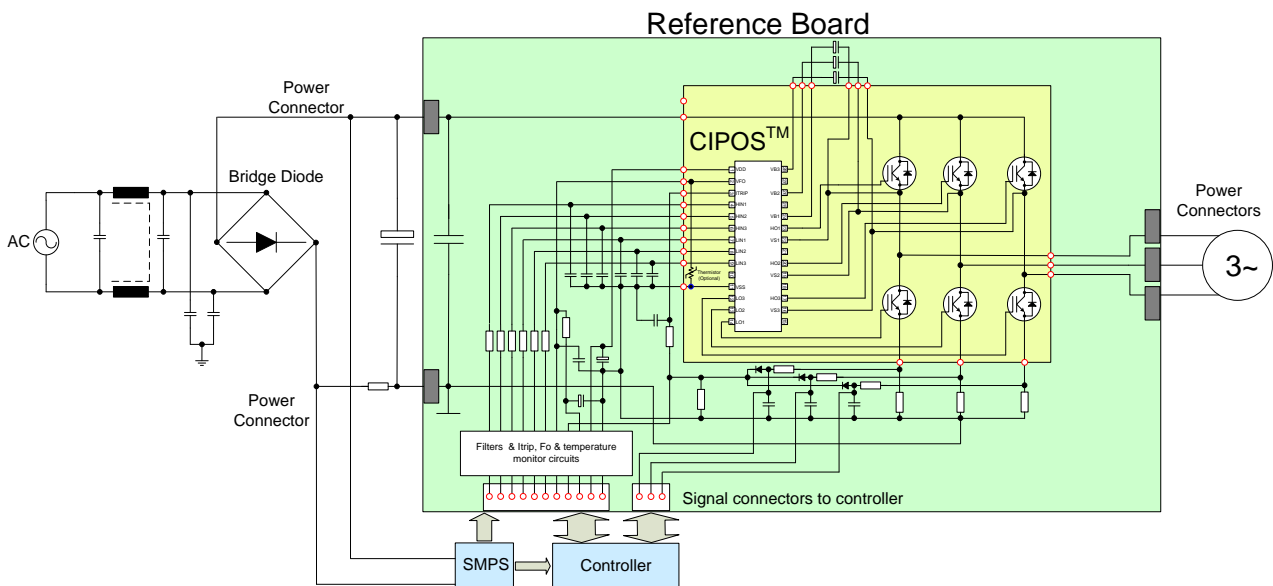 Reference Board
Power
Connector
CIPOS™
Bridge Diode
AC
VDD
VFO
ITRIP
HIN1
HIN2
HIN3
LIN1
LIN2
LIN3
VSS
LO3
LO2
LO1
VB3
VB2
VB1
HO1
VS1
HO2
VS2
HO3
VS3
Thermistor
(Optional)
Power
Connectors
3~
Power
Connector
Filters & Itrip, Fo & temperature
monitor circuits
Signal connectors to controller
SMPS
Controller